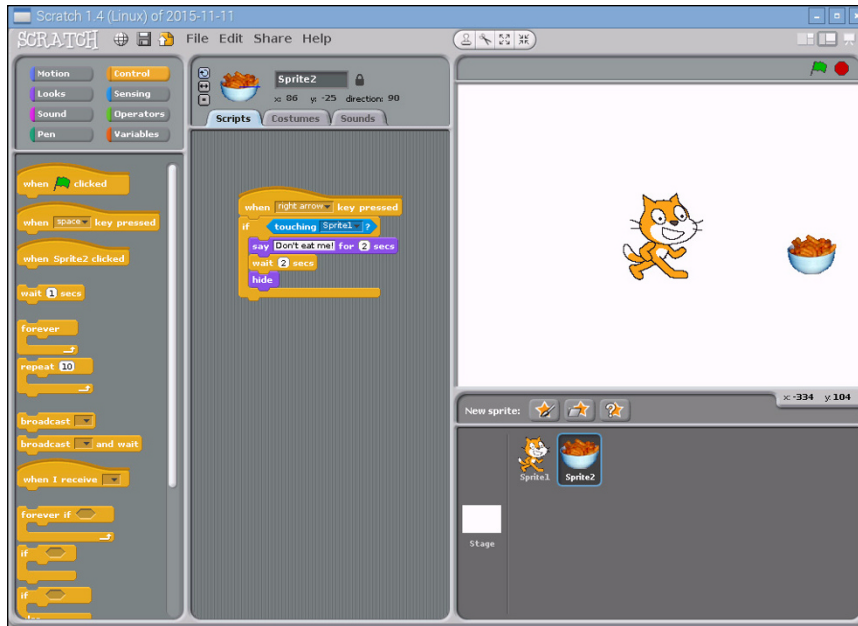 Scratch 1.4 (Linux) of 2015-11-11
SCRATCH File Edit Share Help
Motion Control
Looks Sensing
Sound Operators
Pen Variables
Sprite2
x: 86 y: -25 direction: 90
Scripts Costumes Sounds
when clicked
when space key pressed
when Sprite2 clicked
wait 1 secs
forever
repeat 10
broadcast
broadcast and wait
when I receive
forever if
if
if
else
when right arrow key pressed
if touching Sprite1 ?
say Don't eat me! for 2 secs
wait 2 secs
hide
x: -334 y: 104
New sprite:
Sprite1 Sprite2
Stage